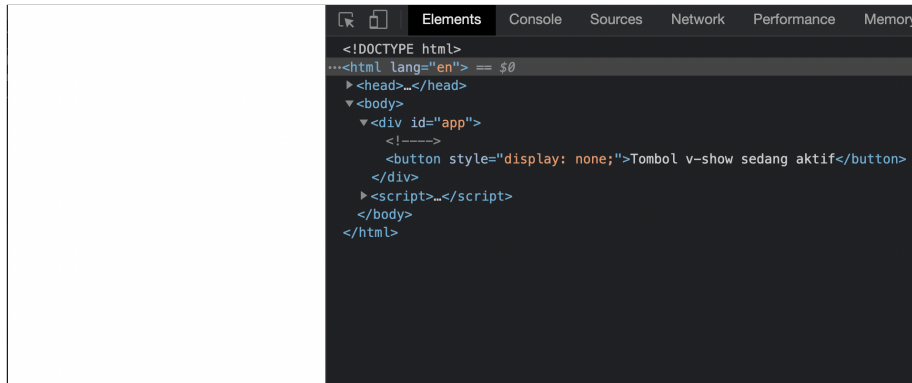 Elements Console Sources Network Performance Memory
<!DOCTYPE html>
…<html lang="en"> == $0
▶<head>…</head>
▼<body>
▼<div id="app">
<!---->
<button style="display: none;">Tombol v-show sedang aktif</button>
</div>
▶<script>…</script>
</body>
</html>